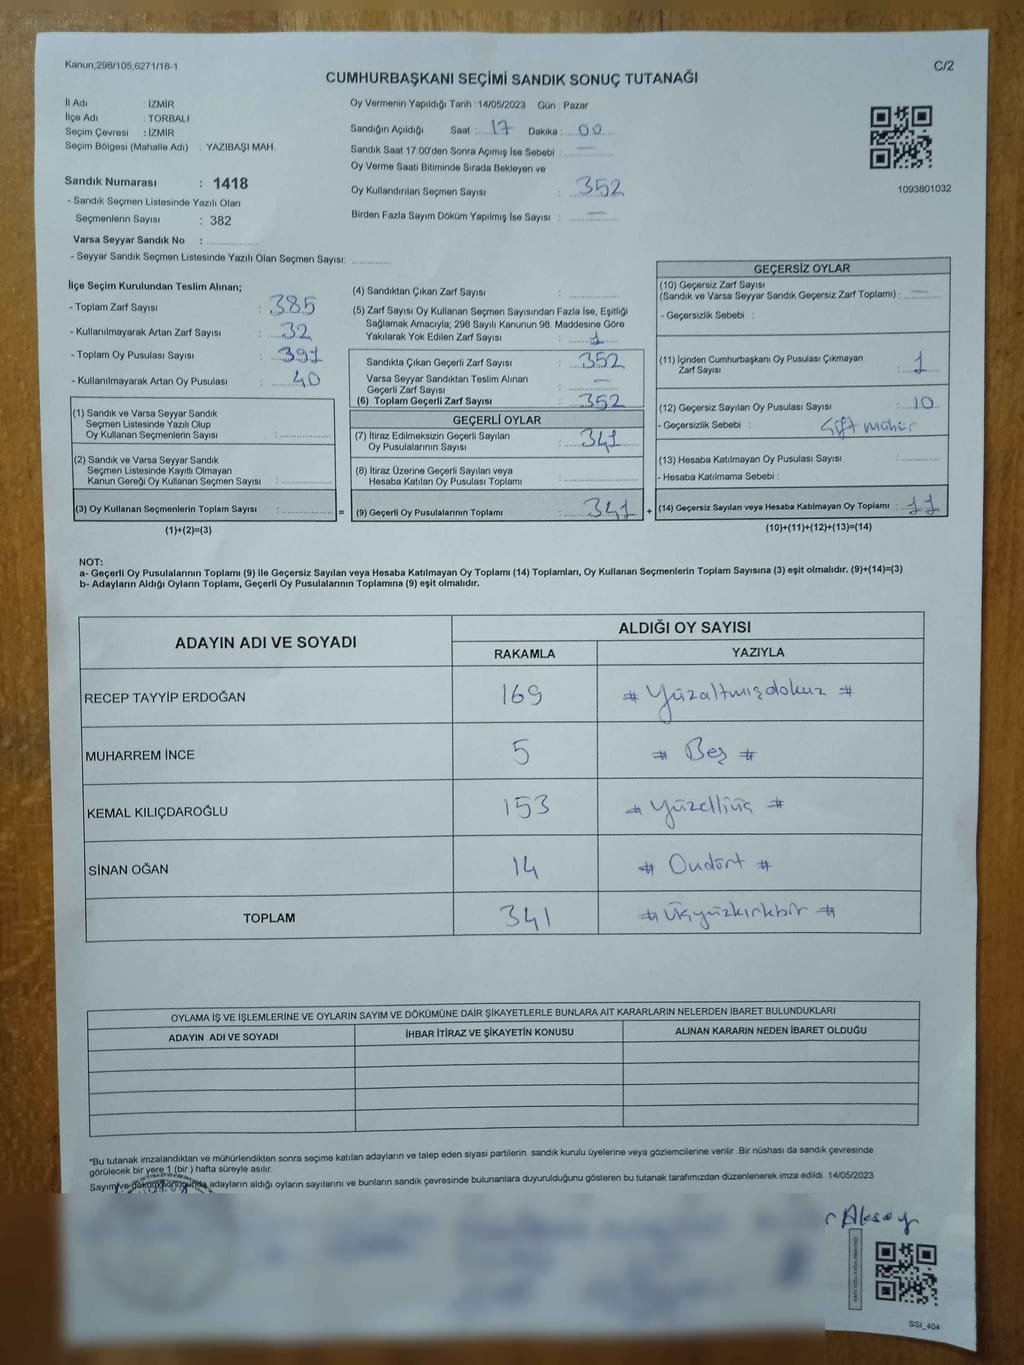 Kanun;298/105,6271/18-1
C/2
CUMHURBAŞKANI SEÇİMİ SANDIK SONUÇ TUTANAĞI
İl Adı : İZMİR
İlçe Adı : TORBALI
Seçim Çevresi : İZMİR
Seçim Bölgesi (Mahalle Adı) : YAZIBAŞI MAH.
Sandık Numarası : 1418
- Sandık Seçmen Listesinde Yazılı Olan
Seçmenlerin Sayısı : 382
Varsa Seyyar Sandık No : ..............
- Seyyar Sandık Seçmen Listesinde Yazılı Olan Seçmen Sayısı: ............
Oy Vermenin Yapıldığı Tarih :14/05/2023 Gün : Pazar
Sandığın Açıldığı Saat : 17 Dakika : 00
Sandık Saat 17:00'den Sonra Açımış İse Sebebi : —
Oy Verme Saati Bitiminde Sırada Bekleyen ve
Oy Kullandırılan Seçmen Sayısı : 352
Birden Fazla Sayım Döküm Yapılmış İse Sayısı : —
1093801032
İlçe Seçim Kurulundan Teslim Alınan;
- Toplam Zarf Sayısı : 385
- Kullanılmayarak Artan Zarf Sayısı : 32
- Toplam Oy Pusulası Sayısı : 391
- Kullanılmayarak Artan Oy Pusulası : 40
(1) Sandık ve Varsa Seyyar Sandık
Seçmen Listesinde Yazılı Olup
Oy Kullanan Seçmenlerin Sayısı : ..............
(2) Sandık ve Varsa Seyyar Sandık
Seçmen Listesinde Kayıtlı Olmayan
Kanun Gereği Oy Kullanan Seçmen Sayısı : ..............
(3) Oy Kullanan Seçmenlerin Toplam Sayısı : ..............
=
(1)+(2)=(3)
(4) Sandıktan Çıkan Zarf Sayısı : ..............
(5) Zarf Sayısı Oy Kullanan Seçmen Sayısından Fazla İse, Eşitliği
Sağlamak Amacıyla; 298 Sayılı Kanunun 98. Maddesine Göre
Yakılarak Yok Edilen Zarf Sayısı : 1
Sandıkta Çıkan Geçerli Zarf Sayısı : 352
Varsa Seyyar Sandıktan Teslim Alınan
Geçerli Zarf Sayısı : —
(6) Toplam Geçerli Zarf Sayısı : 352
GEÇERLİ OYLAR
(7) İtiraz Edilmeksizin Geçerli Sayılan
Oy Pusulalarının Sayısı : 341
(8) İtiraz Üzerine Geçerli Sayılan veya
Hesaba Katılan Oy Pusulası Toplamı : ..............
(9) Geçerli Oy Pusulalarının Toplamı : 341
+
GEÇERSİZ OYLAR
(10) Geçersiz Zarf Sayısı
(Sandık ve Varsa Seyyar Sandık Geçersiz Zarf Toplamı) : —
- Geçersizlik Sebebi :
(11) İçinden Cumhurbaşkanı Oy Pusulası Çıkmayan
Zarf Sayısı : 1
(12) Geçersiz Sayılan Oy Pusulası Sayısı : 10
- Geçersizlik Sebebi : Çift mühür
(13) Hesaba Katılmayan Oy Pusulası Sayısı : ..............
- Hesaba Katılmama Sebebi :
(14) Geçersiz Sayılan veya Hesaba Katılmayan Oy Toplamı : 11
(10)+(11)+(12)+(13)=(14)
NOT:
a- Geçerli Oy Pusulalarının Toplamı (9) ile Geçersiz Sayılan veya Hesaba Katılmayan Oy Toplamı (14) Toplamları, Oy Kullanan Seçmenlerin Toplam Sayısına (3) eşit olmalıdır. (9)+(14)=(3)
b- Adayların Aldığı Oyların Toplamı, Geçerli Oy Pusulalarının Toplamına (9) eşit olmalıdır.
ADAYIN ADI VE SOYADI
ALDIĞI OY SAYISI
RAKAMLA YAZIYLA
RECEP TAYYİP ERDOĞAN 169 # Yüzaltmışdokuz #
MUHARREM İNCE 5 # Beş #
KEMAL KILIÇDAROĞLU 153 # Yüzelliüç #
SİNAN OĞAN 14 # Ondört #
TOPLAM 341 # Üçyüzkırkbir #
OYLAMA İŞ VE İŞLEMLERİNE VE OYLARIN SAYIM VE DÖKÜMÜNE DAİR ŞİKAYETLERLE BUNLARA AİT KARARLARIN NELERDEN İBARET BULUNDUKLARI
ADAYIN ADI VE SOYADI İHBAR İTİRAZ VE ŞİKAYETİN KONUSU ALINAN KARARIN NEDEN İBARET OLDUĞU
*Bu tutanak imzalandıktan ve mühürlendikten sonra seçime katılan adayların ve talep eden siyasi partilerin sandık kurulu üyelerine veya gözlemcilerine verilir .Bir nüshası da sandık çevresinde
görülecek bir yere 1 (bir ) hafta süreyle asılır.
Sayım ve döküm sonucunda adayların aldığı oyların sayılarını ve bunların sandık çevresinde bulunanlara duyurulduğunu gösteren bu tutanak tarafımızdan düzenlenerek imza edildi. 14/05/2023
Aksoy
SSI_404